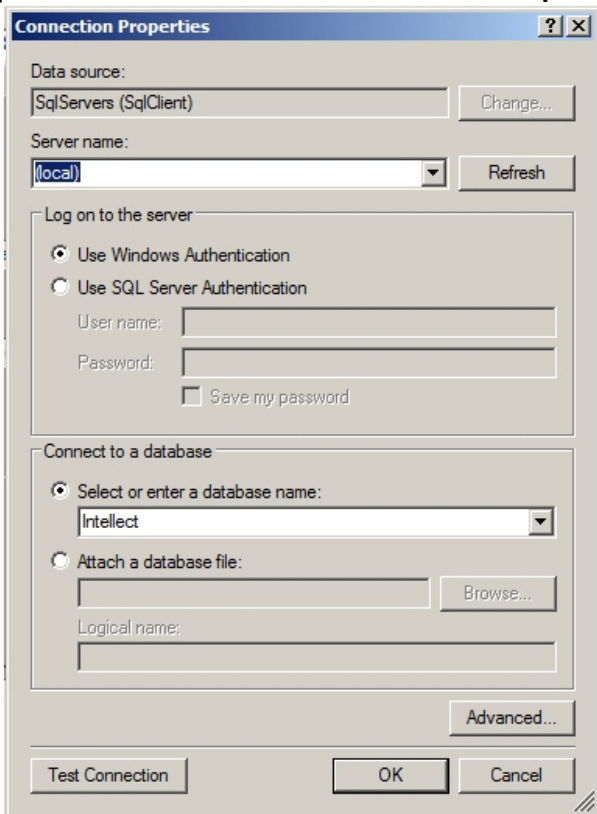 Connection Properties
Data source:
SqlServers (SqlClient)
Change...
Server name:
(local)
Refresh
Log on to the server
Use Windows Authentication
Use SQL Server Authentication
User name:
Password:
Save my password
Connect to a database
Select or enter a database name:
Intellect
Attach a database file:
Browse...
Logical name:
Advanced...
Test Connection
OK
Cancel